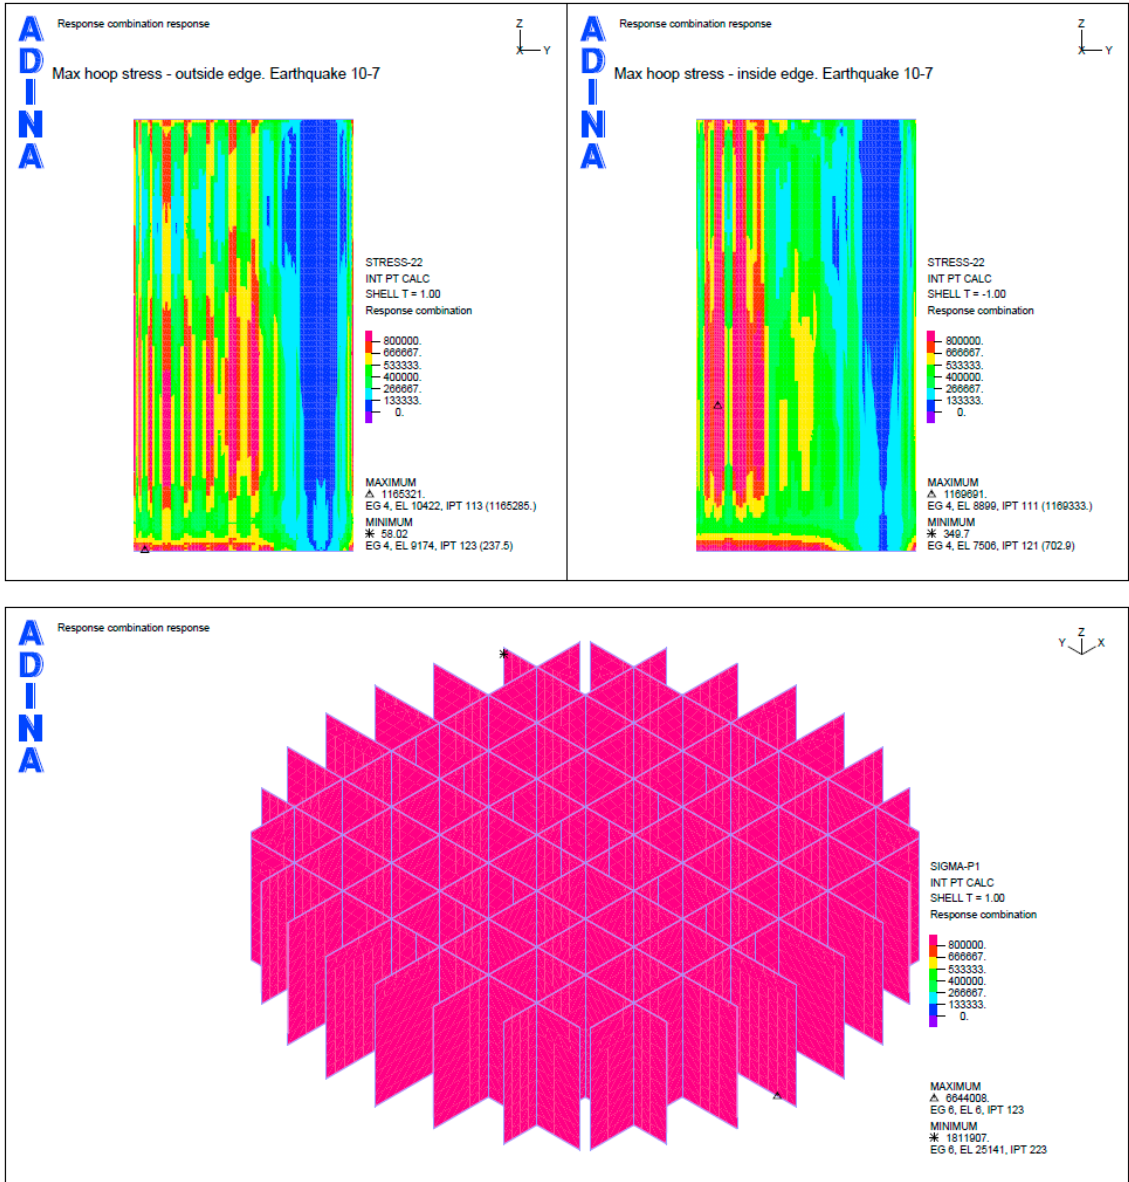 ADINA
Response combination response
Z
X Y
Max hoop stress - outside edge. Earthquake 10-7
STRESS-22
INT PT CALC
SHELL T = 1.00
Response combination
800000.
666667.
533333.
400000.
266667.
133333.
0.
MAXIMUM
1165321.
EG 4, EL 10422, IPT 113 (1165285.)
MINIMUM
58.02
EG 4, EL 9174, IPT 123 (237.5)
ADINA
Response combination response
Z
X Y
Max hoop stress - inside edge. Earthquake 10-7
STRESS-22
INT PT CALC
SHELL T = -1.00
Response combination
800000.
666667.
533333.
400000.
266667.
133333.
0.
MAXIMUM
1169691.
EG 4, EL 8899, IPT 111 (1169333.)
MINIMUM
349.7
EG 4, EL 7506, IPT 121 (702.9)
ADINA
Response combination response
Z
Y X
SIGMA-P1
INT PT CALC
SHELL T = 1.00
Response combination
800000.
666667.
533333.
400000.
266667.
133333.
0.
MAXIMUM
6644008.
EG 6, EL 6, IPT 123
MINIMUM
1811907.
EG 6, EL 25141, IPT 223